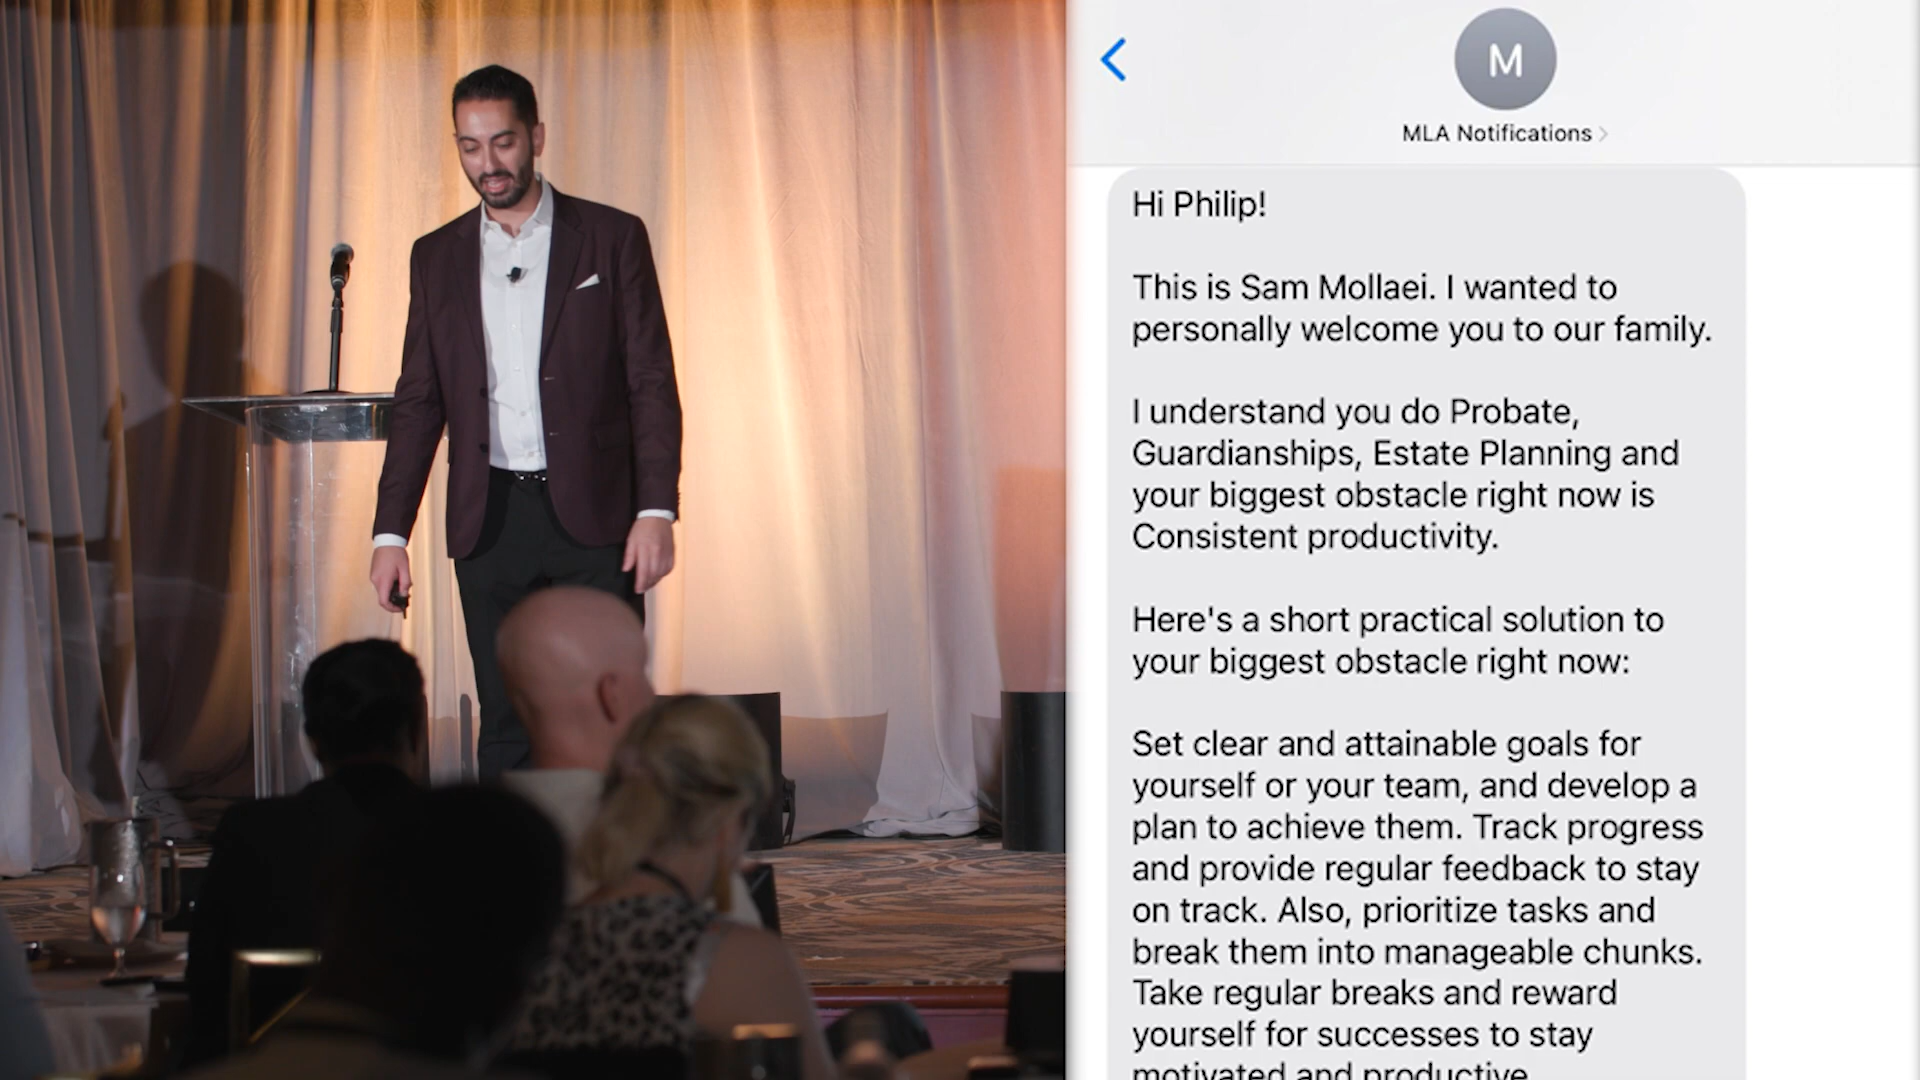 M
MLA Notifications
Hi Philip!
This is Sam Mollaei. I wanted to
personally welcome you to our family.
I understand you do Probate,
Guardianships, Estate Planning and
your biggest obstacle right now is
Consistent productivity.
Here's a short practical solution to
your biggest obstacle right now:
Set clear and attainable goals for
yourself or your team, and develop a
plan to achieve them. Track progress
and provide regular feedback to stay
on track. Also, prioritize tasks and
break them into manageable chunks.
Take regular breaks and reward
yourself for successes to stay
motivated and productive.